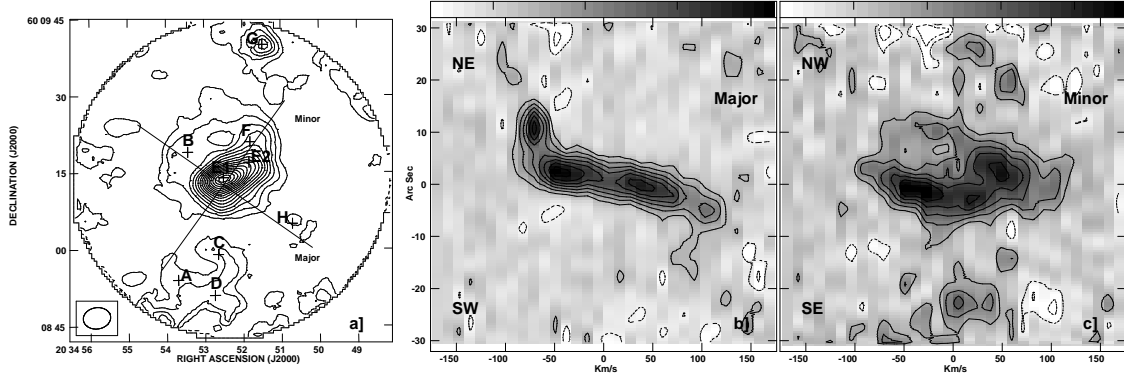 60 09 45
30
15
00
08 45
DECLINATION (J2000)
20 34 56
55
54
53
52
51
50
49
RIGHT ASCENSION (J2000)
G
Minor
B
F
E2
E1
H
C
Major
A
D
a]
30
20
10
0
-10
-20
-30
Arc Sec
NE
Major
SW
b]
-150
-100
-50
0
50
100
150
Km/s
NW
Minor
SE
c]
-150
-100
-50
0
50
100
150
Km/s